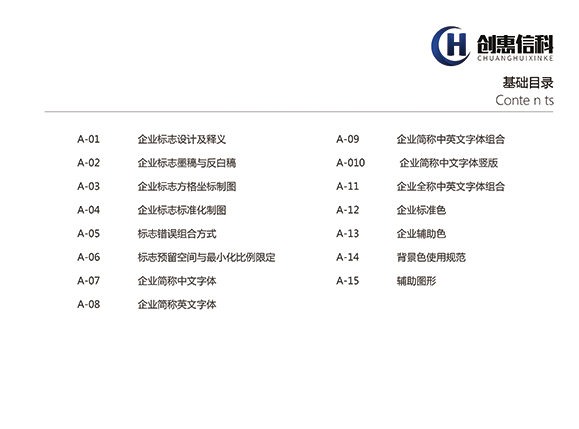 CH 创惠信科
CHUANGHUIXINKE
基础目录
Conte n ts
A-01 企业标志设计及释义
A-02 企业标志墨稿与反白稿
A-03 企业标志方格坐标制图
A-04 企业标志标准化制图
A-05 标志错误组合方式
A-06 标志预留空间与最小化比例限定
A-07 企业简称中文字体
A-08 企业简称英文字体
A-09 企业简称中英文字体组合
A-010 企业简称中文字体竖版
A-11 企业全称中英文字体组合
A-12 企业标准色
A-13 企业辅助色
A-14 背景色使用规范
A-15 辅助图形